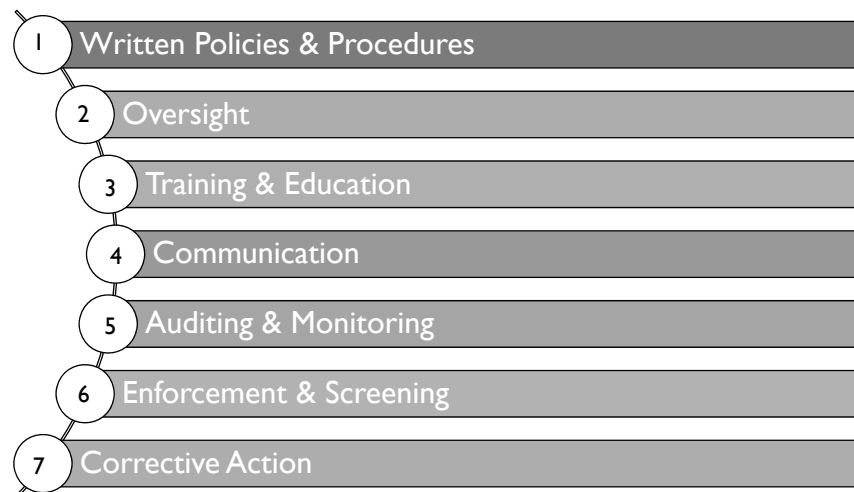 1 Written Policies & Procedures
2 Oversight
3 Training & Education
4 Communication
5 Auditing & Monitoring
6 Enforcement & Screening
7 Corrective Action